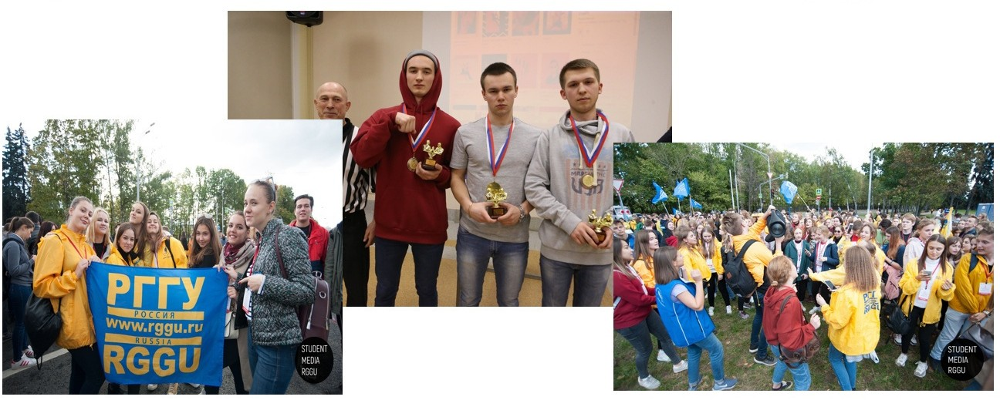 РГГУ
РОССИЯ
www.rggu.ru
RUSSIA
RGGU
STUDENT
MEDIA
RGGU
STUDENT
MEDIA
RGGU